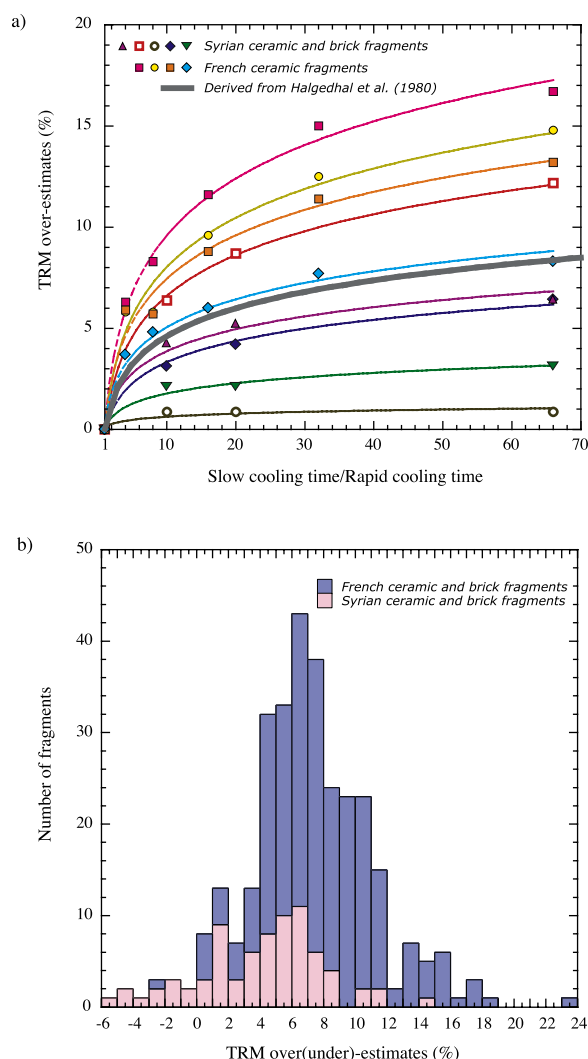 a)
20
15
10
5
0
TRM over-estimates (%)
Syrian ceramic and brick fragments
French ceramic fragments
Derived from Halgedhal et al. (1980)
1 10 20 30 40 50 60 70
Slow cooling time/Rapid cooling time
b)
50
40
30
20
10
0
Number of fragments
French ceramic and brick fragments
Syrian ceramic and brick fragments
-6 -4 -2 0 2 4 6 8 10 12 14 16 18 20 22 24
TRM over(under)-estimates (%)